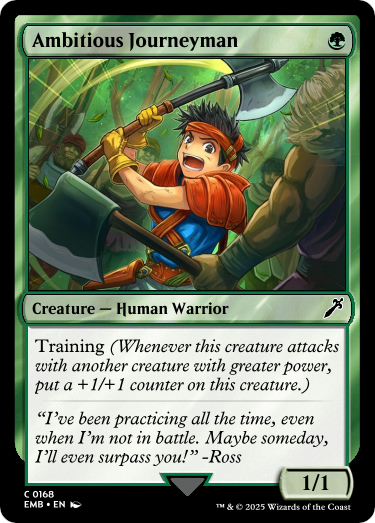 Ambitious Journeyman
Creature — Human Warrior
Training (Whenever this creature attacks
with another creature with greater power,
put a +1/+1 counter on this creature.)
“I’ve been practicing all the time, even
when I’m not in battle. Maybe someday,
I’ll even surpass you!” -Ross
1/1
C 0168
EMB • EN
™ & © 2025 Wizards of the Coast